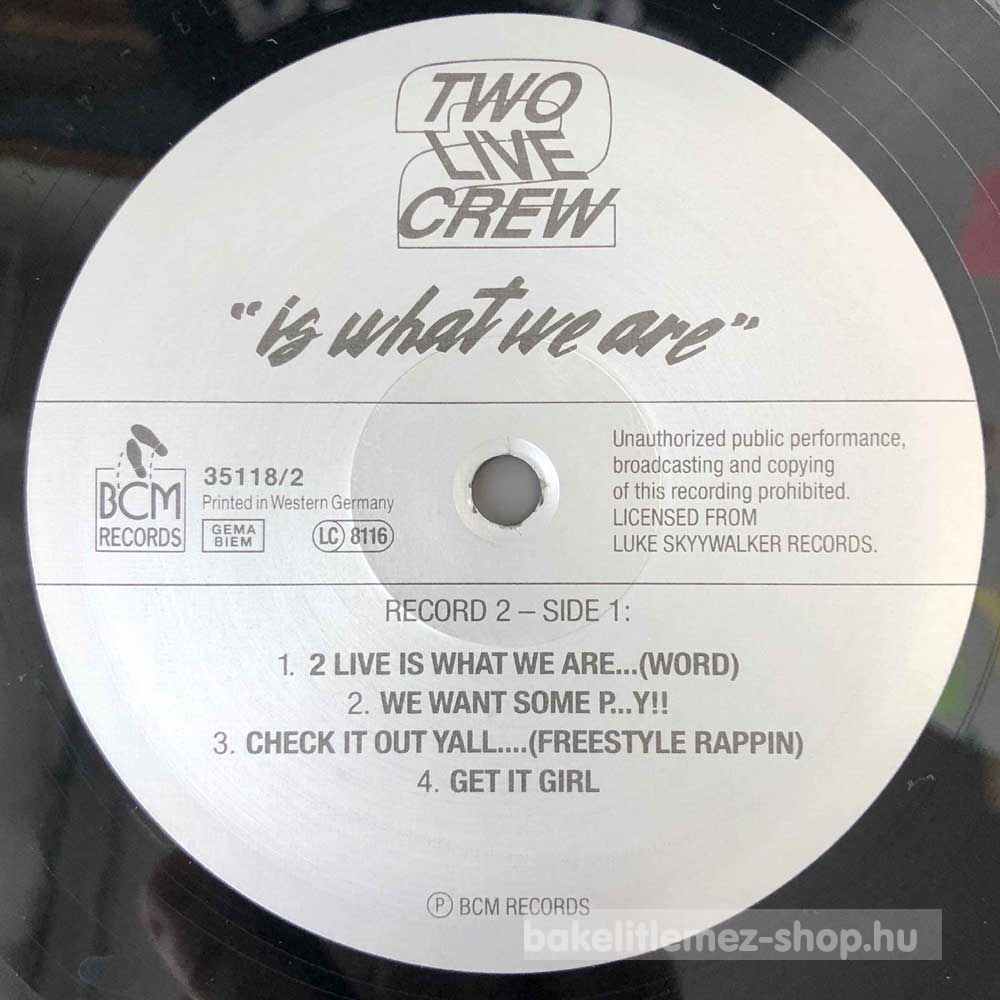 TWO
LIVE
CREW
"is what we are"
BCM
RECORDS
35118/2
Printed in Western Germany
GEMA
BIEM
LC 8116
Unauthorized public performance,
broadcasting and copying
of this recording prohibited.
LICENSED FROM
LUKE SKYYWALKER RECORDS.
RECORD 2 – SIDE 1:
1. 2 LIVE IS WHAT WE ARE...(WORD)
2. WE WANT SOME P...Y!!
3. CHECK IT OUT YALL....(FREESTYLE RAPPIN)
4. GET IT GIRL
Ⓟ BCM RECORDS
bakelitlemez-shop.hu